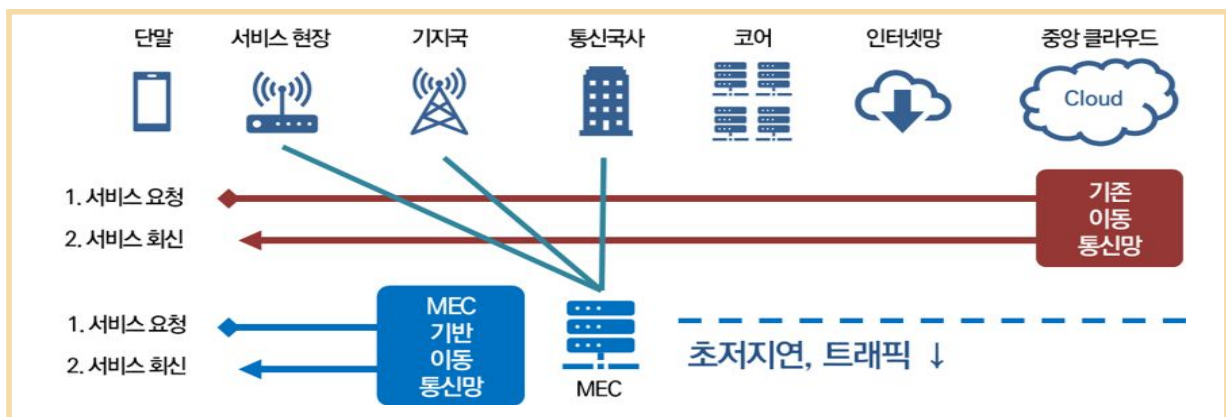 단말
서비스 현장
기지국
통신국사
코어
인터넷망
중앙 클라우드
Cloud
1. 서비스 요청
2. 서비스 회신
기존
이동
통신망
1. 서비스 요청
2. 서비스 회신
MEC
기반
이동
통신망
MEC
초저지연, 트래픽 ↓